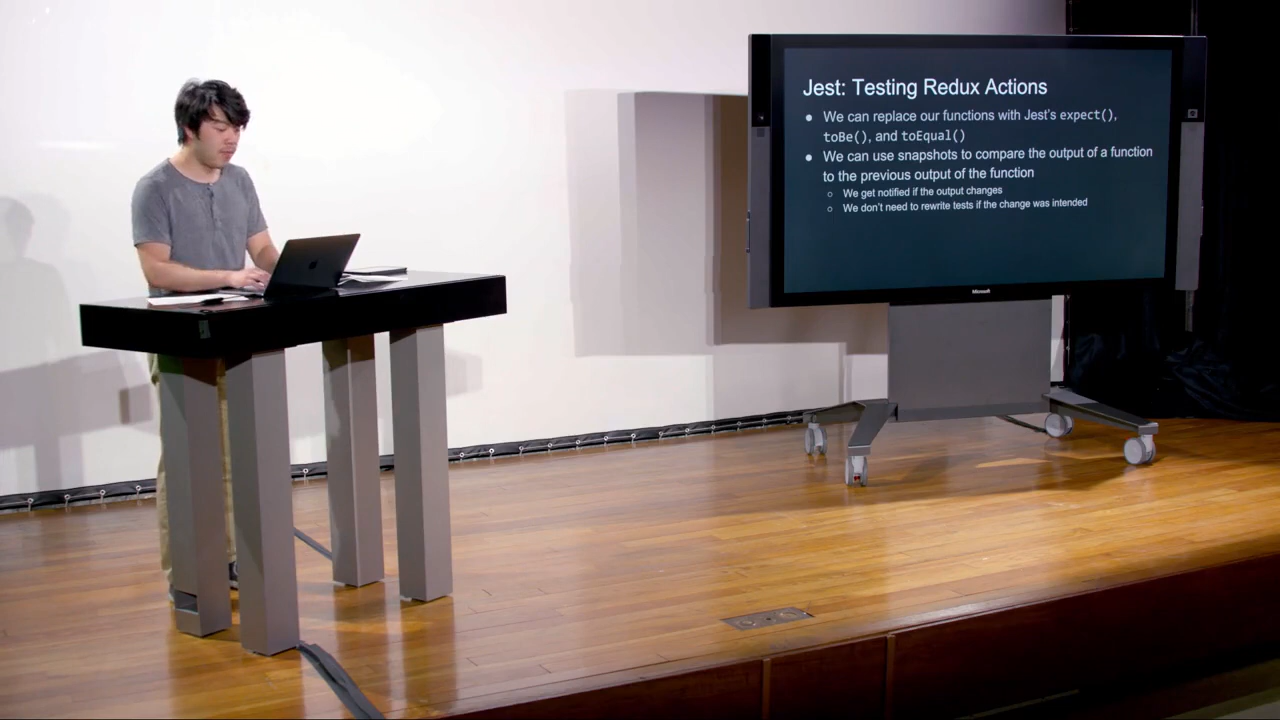 Jest: Testing Redux Actions
● We can replace our functions with Jest's expect(),
toBe(), and toEqual()
● We can use snapshots to compare the output of a function
to the previous output of the function
○ We get notified if the output changes
○ We don't need to rewrite tests if the change was intended
Microsoft